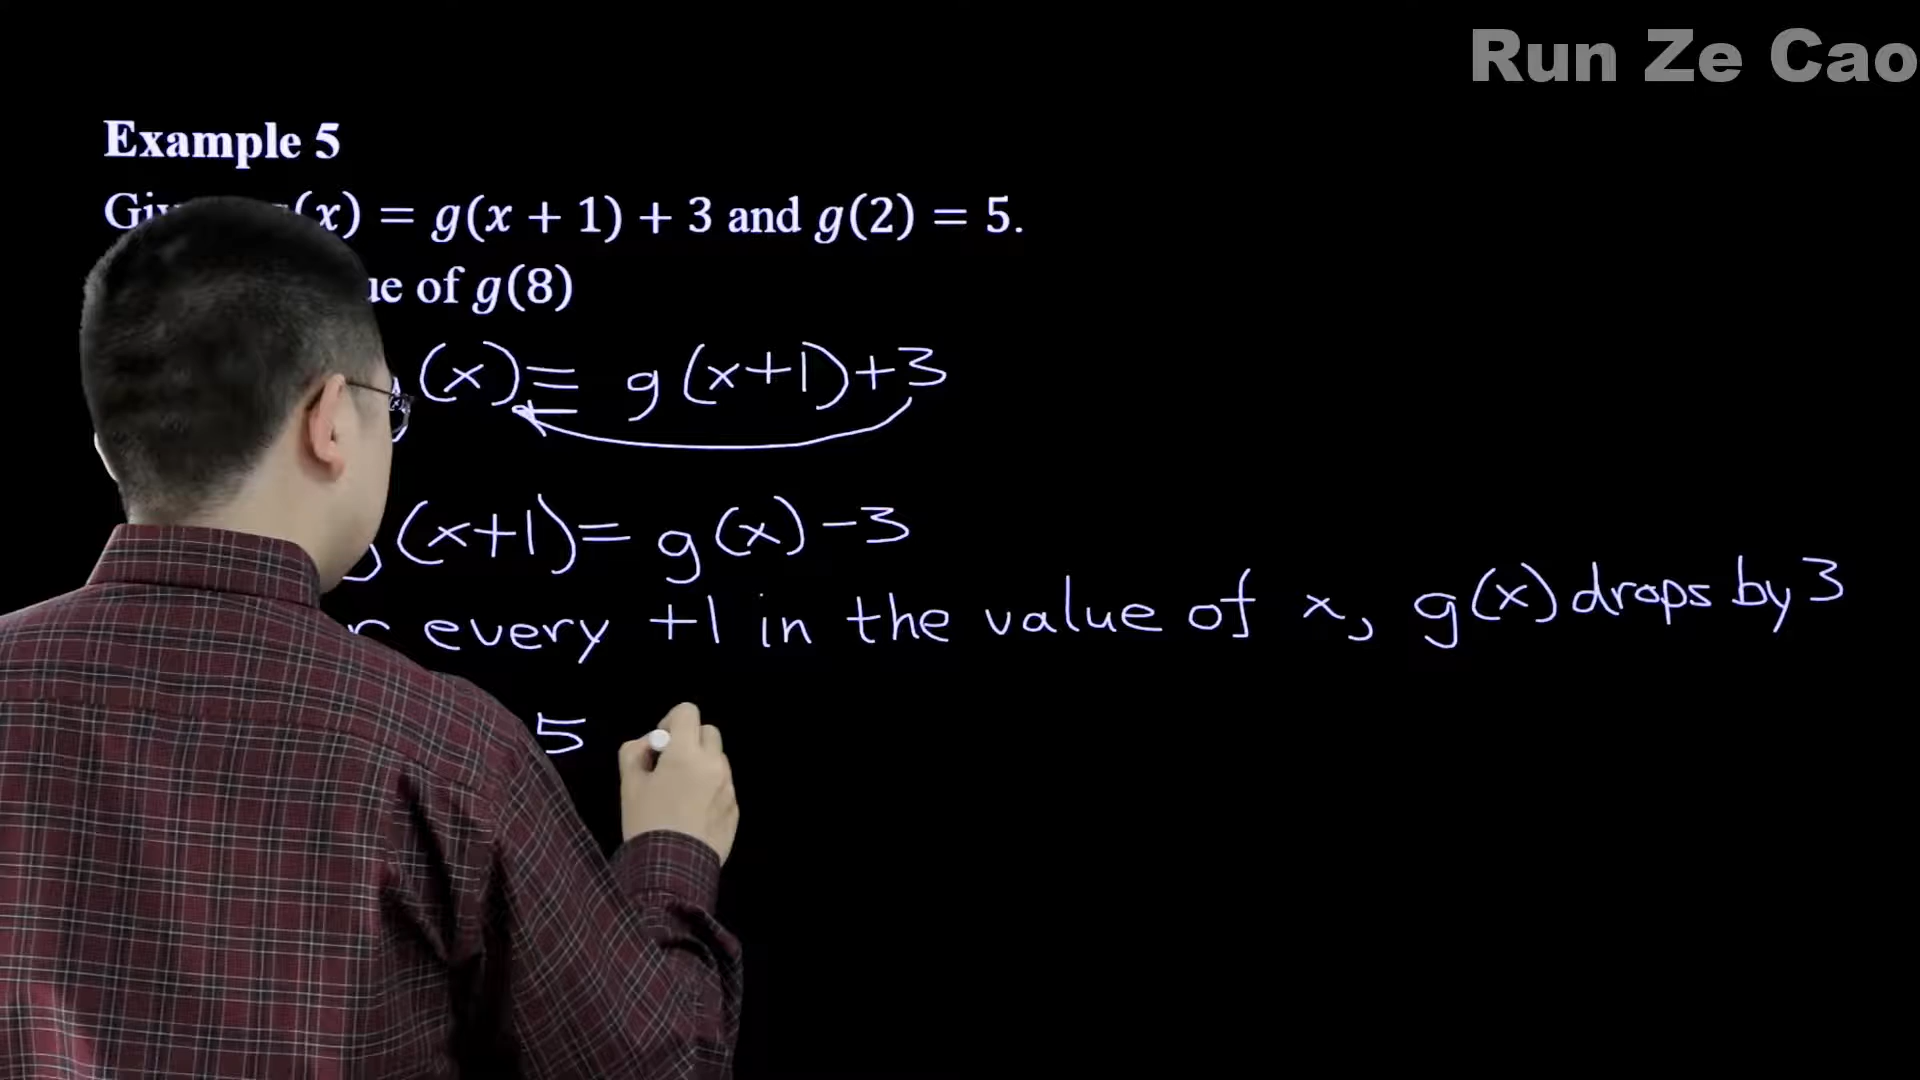 Run Ze Cao
Example 5
(x) = g(x + 1) + 3 and g(2) = 5.
of g(8)
(x) = g(x+1)+3
(x+1) = g(x) -3
every +1 in the value of x, g(x) drops by 3
5